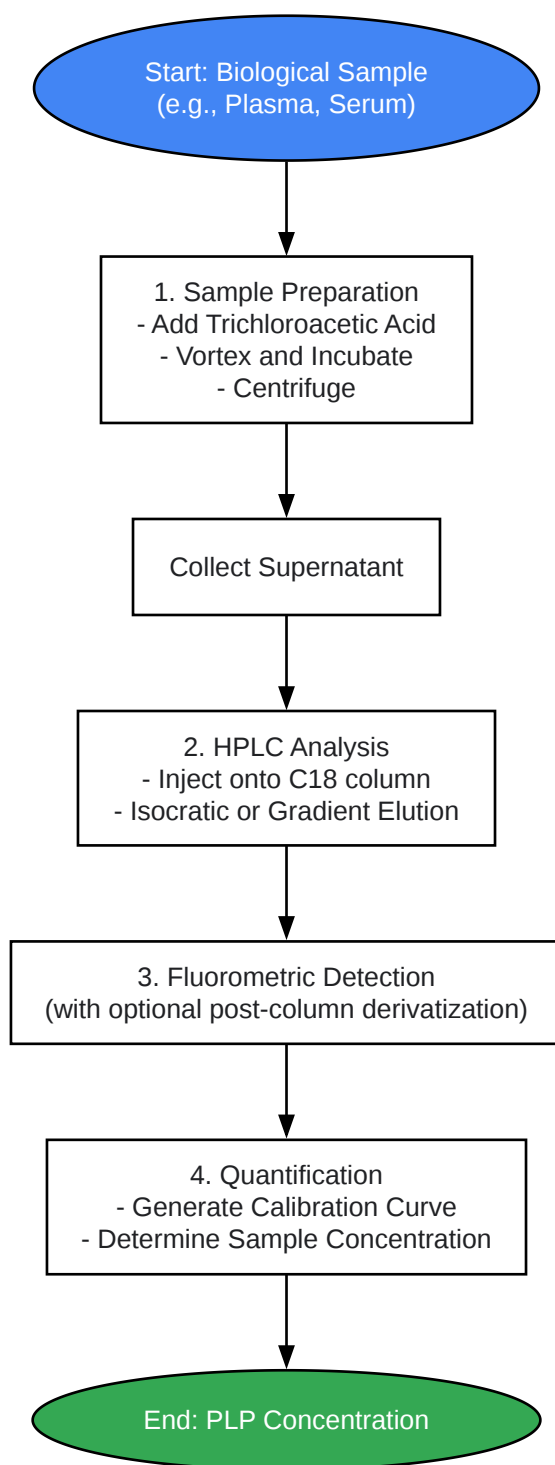 Start: Biological Sample
(e.g., Plasma, Serum)
1. Sample Preparation
- Add Trichloroacetic Acid
- Vortex and Incubate
- Centrifuge
Collect Supernatant
2. HPLC Analysis
- Inject onto C18 column
- Isocratic or Gradient Elution
3. Fluorometric Detection
(with optional post-column derivatization)
4. Quantification
- Generate Calibration Curve
- Determine Sample Concentration
End: PLP Concentration